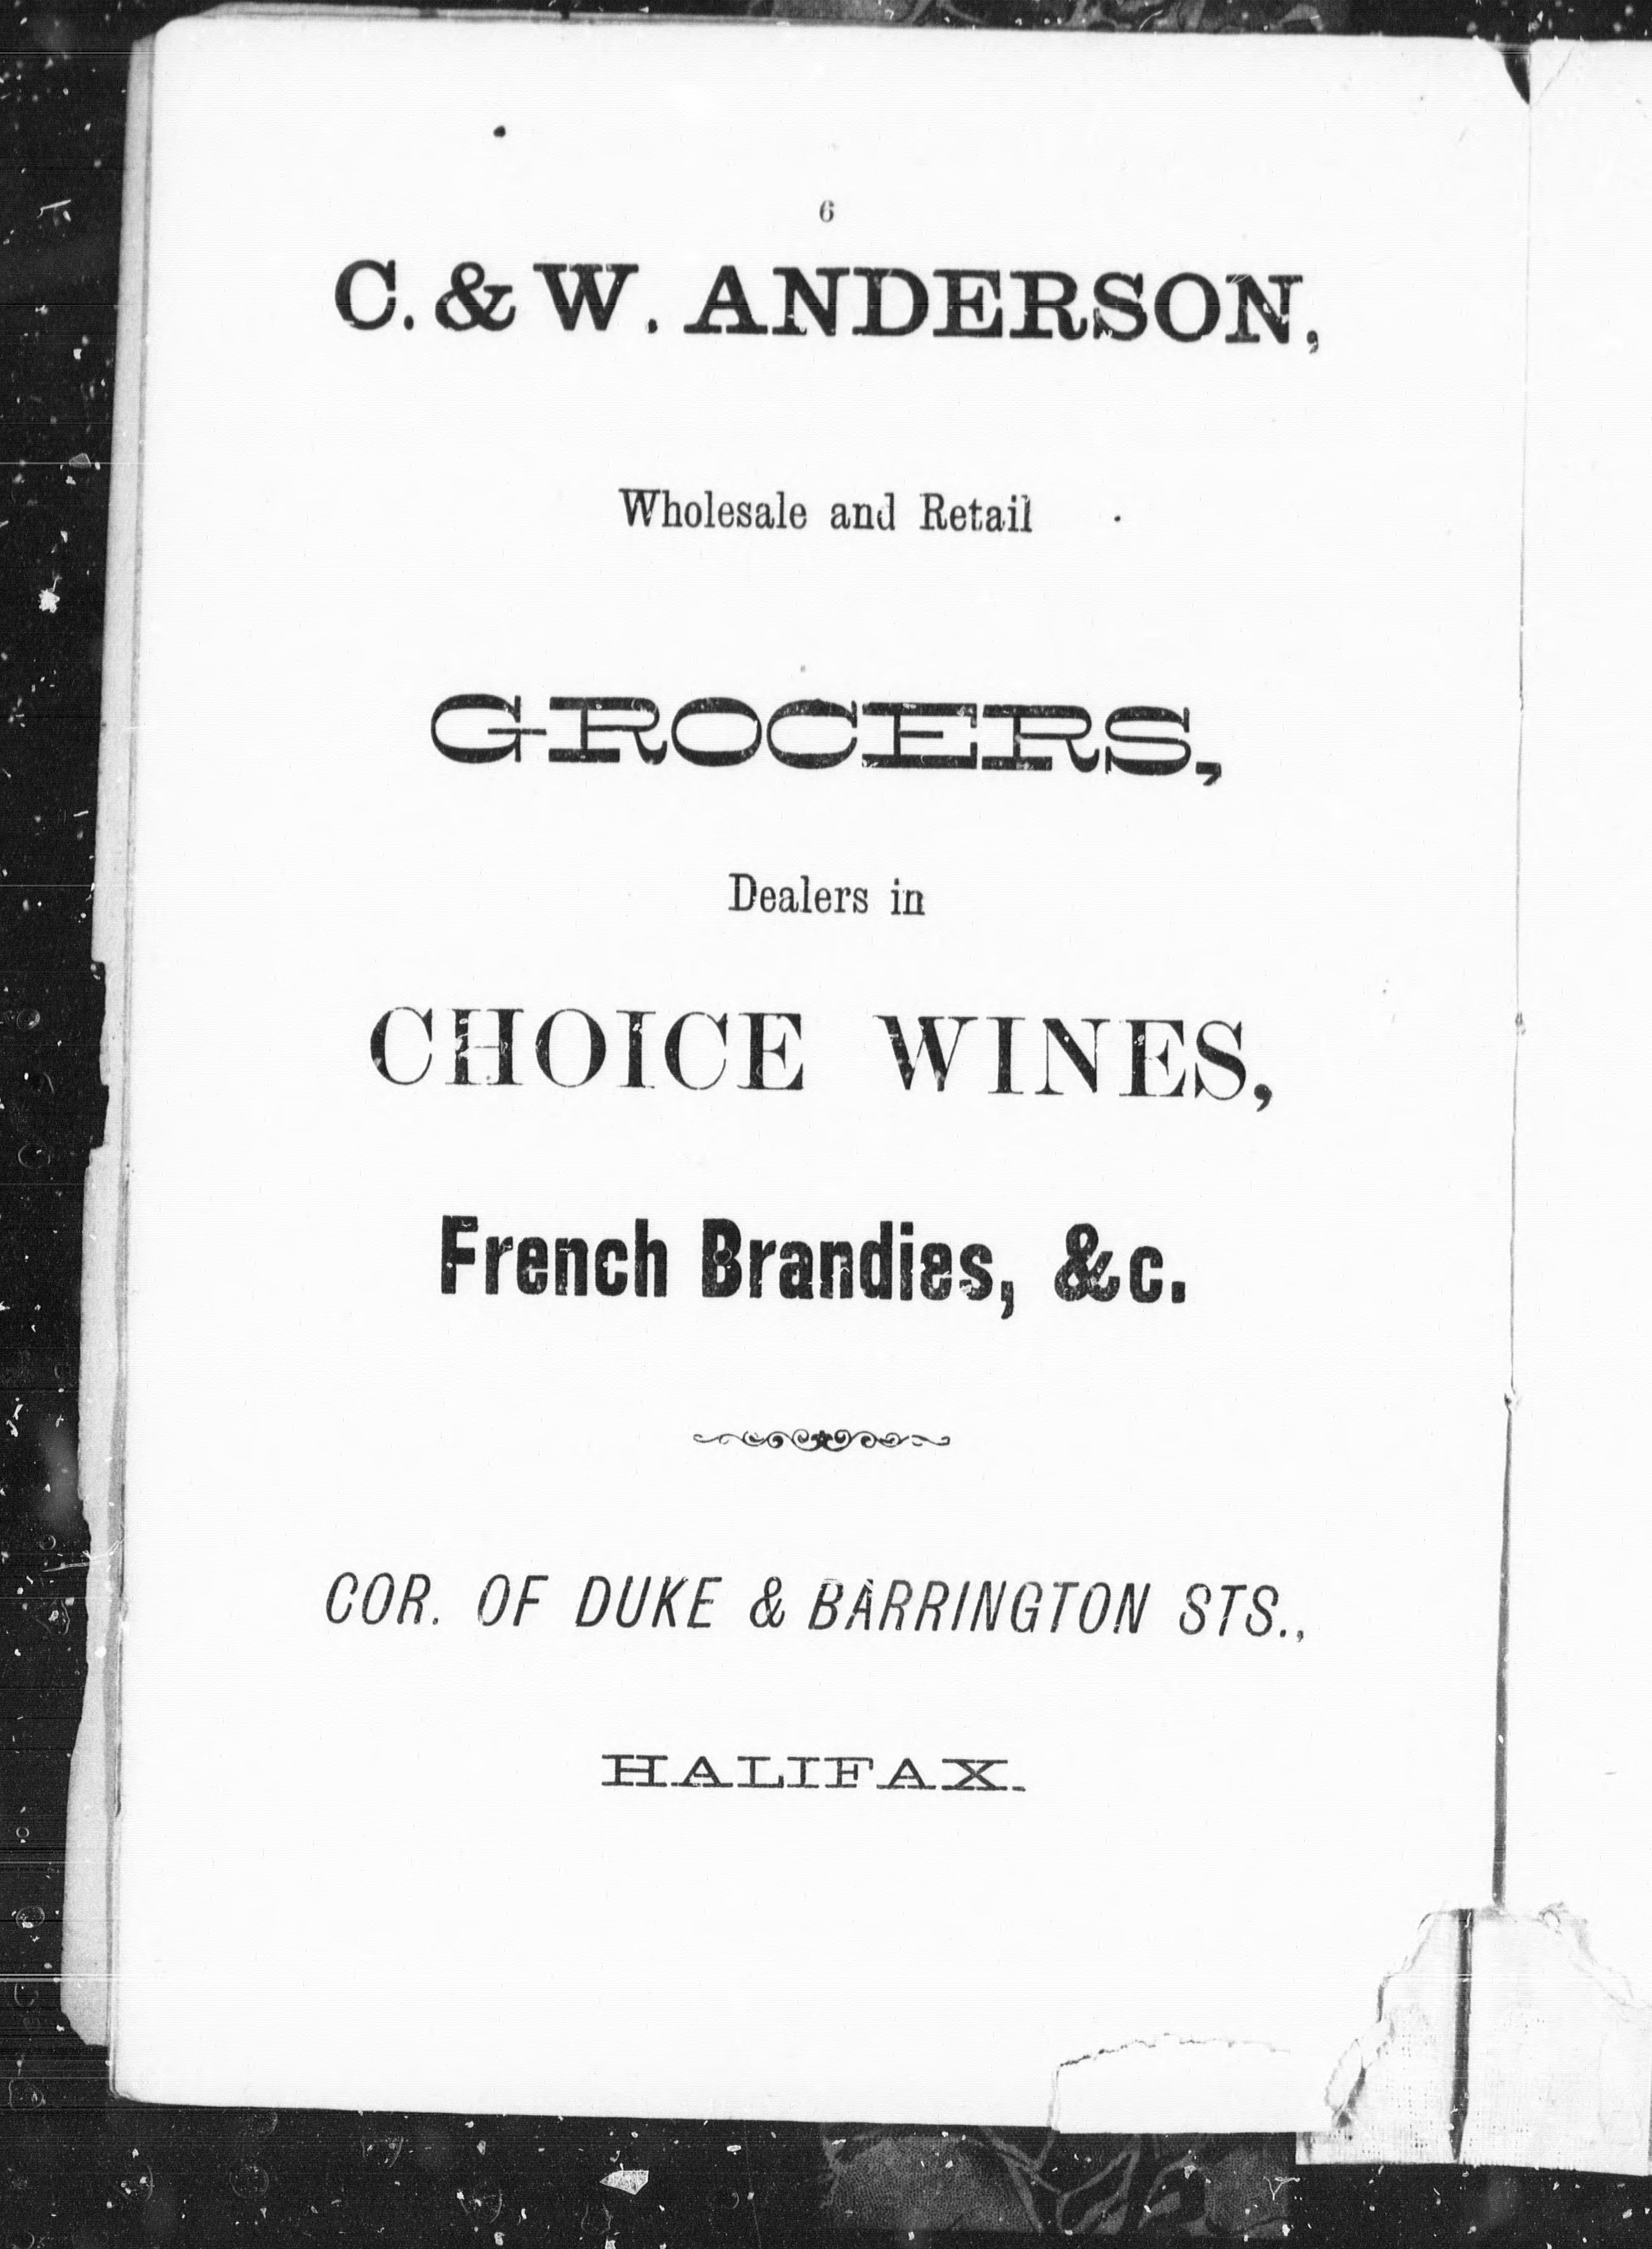 6
C. & W. ANDERSON,
Wholesale and Retail
GROCERS,
Dealers in
CHOICE WINES,
French Brandies, &c.
COR. OF DUKE & BARRINGTON STS.,
HALIFAX.